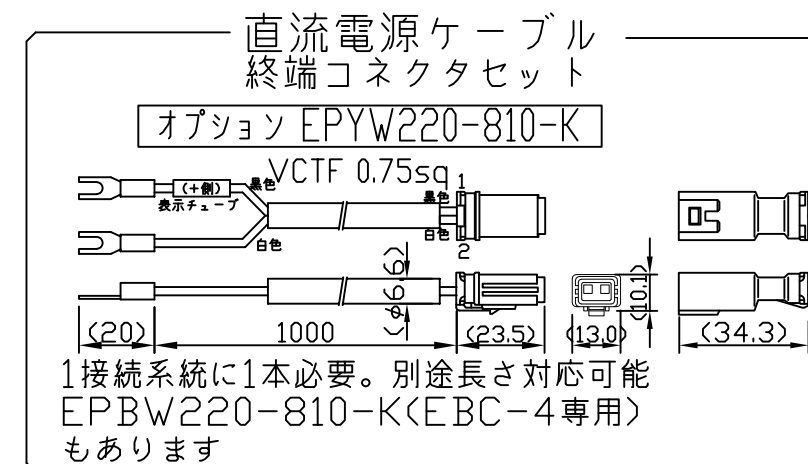 直流電源ケーブル
終端コネクタセット
オプション EPYW220-810-K
VCTF 0.75sq
(+側)
黒色
表示チューブ
白色
黒色
1
白色
2
(φ6.6)
(10.1)
(20)
1000
(23.5)
(13.0)
(34.3)
1接続系統に1本必要。別途長さ対応可能
EPBW220-810-K(EBC-4専用)
もあります